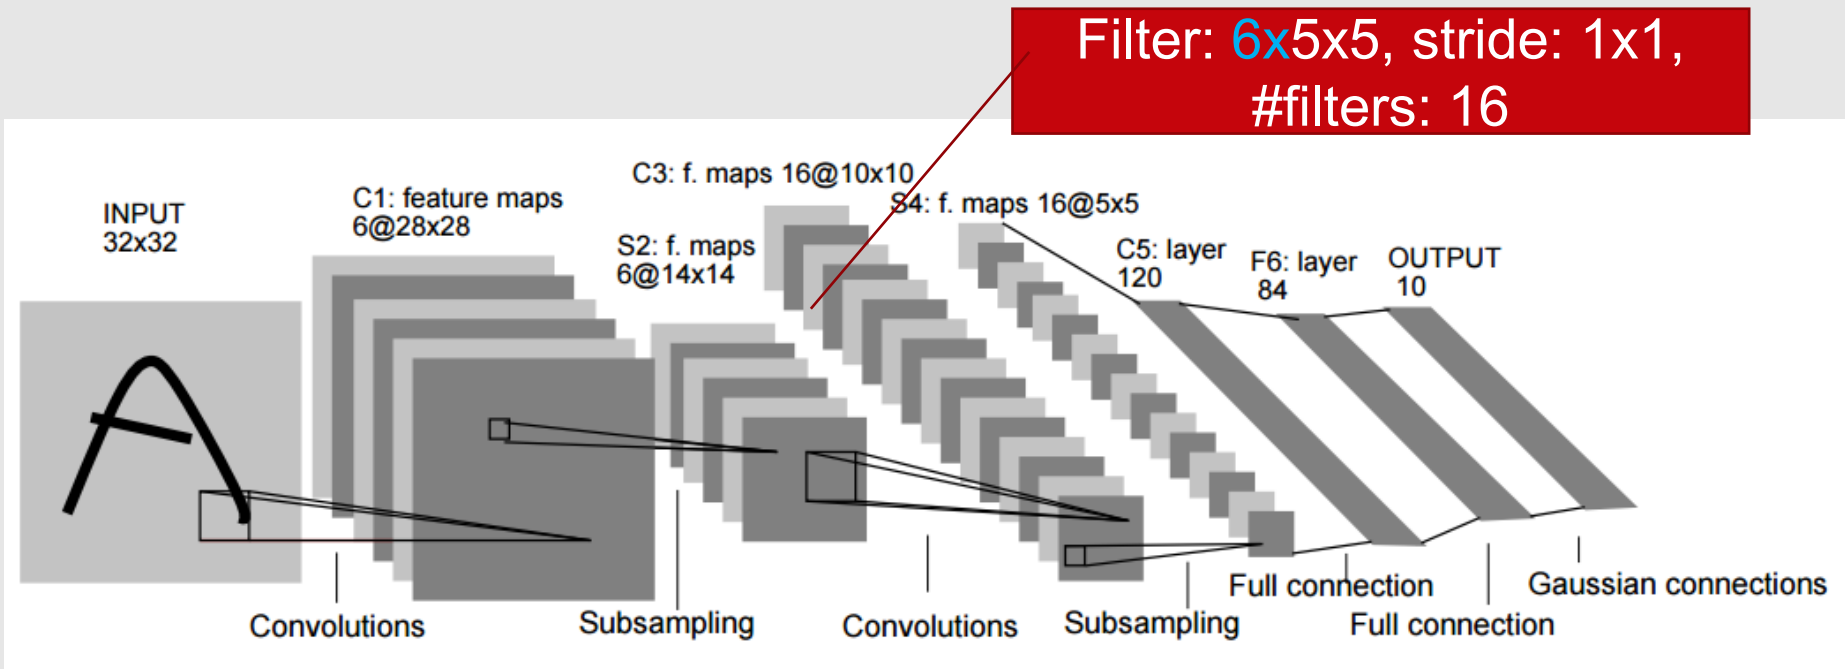 Filter: 6x5x5, stride: 1x1,
#filters: 16
INPUT
32x32
C1: feature maps
6@28x28
S2: f. maps
6@14x14
C3: f. maps 16@10x10
S4: f. maps 16@5x5
C5: layer
120
F6: layer
84
OUTPUT
10
Convolutions
Subsampling
Convolutions
Subsampling
Full connection
Full connection
Gaussian connections